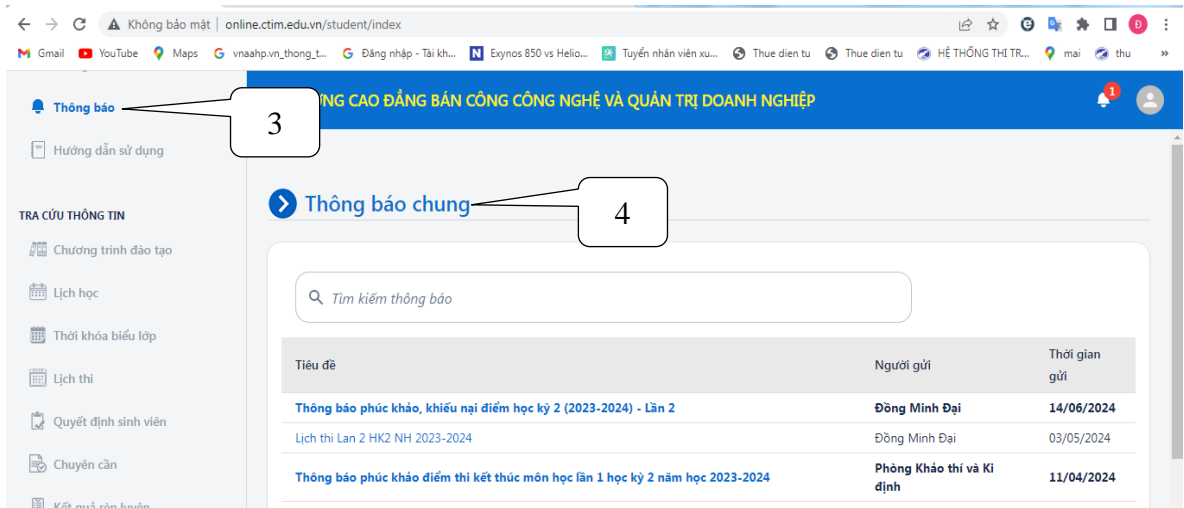 Không bảo mật | online.ctim.edu.vn/student/index
Gmail YouTube Maps vnaahp.vn_thong_t... Đăng nhập - Tài kh... Exynos 850 vs Helio... Tuyển nhân viên xu... Thue dien tu Thue dien tu HỆ THỐNG THI TR... mai thu »
Thông báo
3
NG CAO ĐẲNG BÁN CÔNG CÔNG NGHỆ VÀ QUẢN TRỊ DOANH NGHIỆP
1
Hướng dẫn sử dụng
Thông báo chung
4
TRA CỨU THÔNG TIN
Chương trình đào tạo
Lịch học
Thời khóa biểu lớp
Lịch thi
Quyết định sinh viên
Chuyên cần
Kết quả rèn luyện
Tìm kiếm thông báo
Tiêu đề Người gửi Thời gian
gửi
Thông báo phúc khảo, khiếu nại điểm học kỳ 2 (2023-2024) - Lần 2 Đồng Minh Đại 14/06/2024
Lịch thi Lan 2 HK2 NH 2023-2024 Đồng Minh Đại 03/05/2024
Thông báo phúc khảo điểm thi kết thúc môn học lần 1 học kỳ 2 năm học 2023-2024 Phòng Khảo thí và Ki
định 11/04/2024